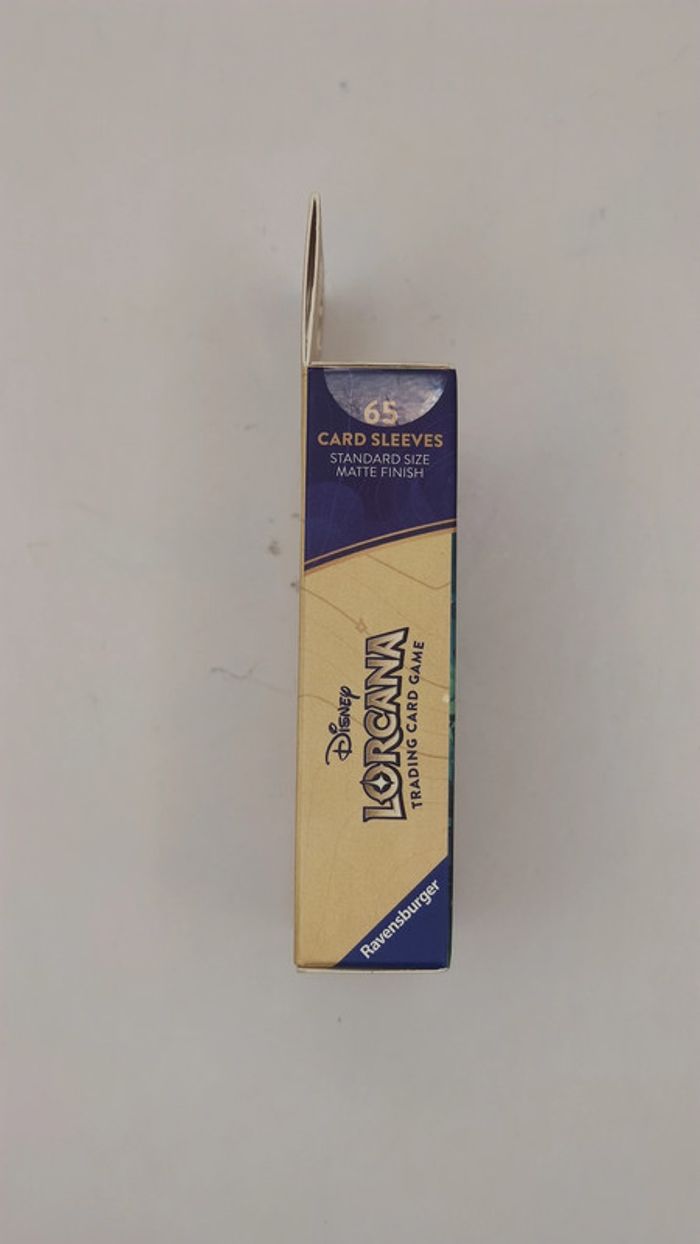 65
CARD SLEEVES
STANDARD SIZE
MATTE FINISH
Disney
LORCANA
TRADING CARD GAME
Ravensburger